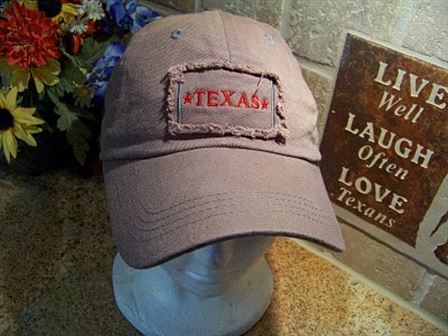 ★TEXAS★
LIVE
Well
LAUGH
Often
LOVE
Texans